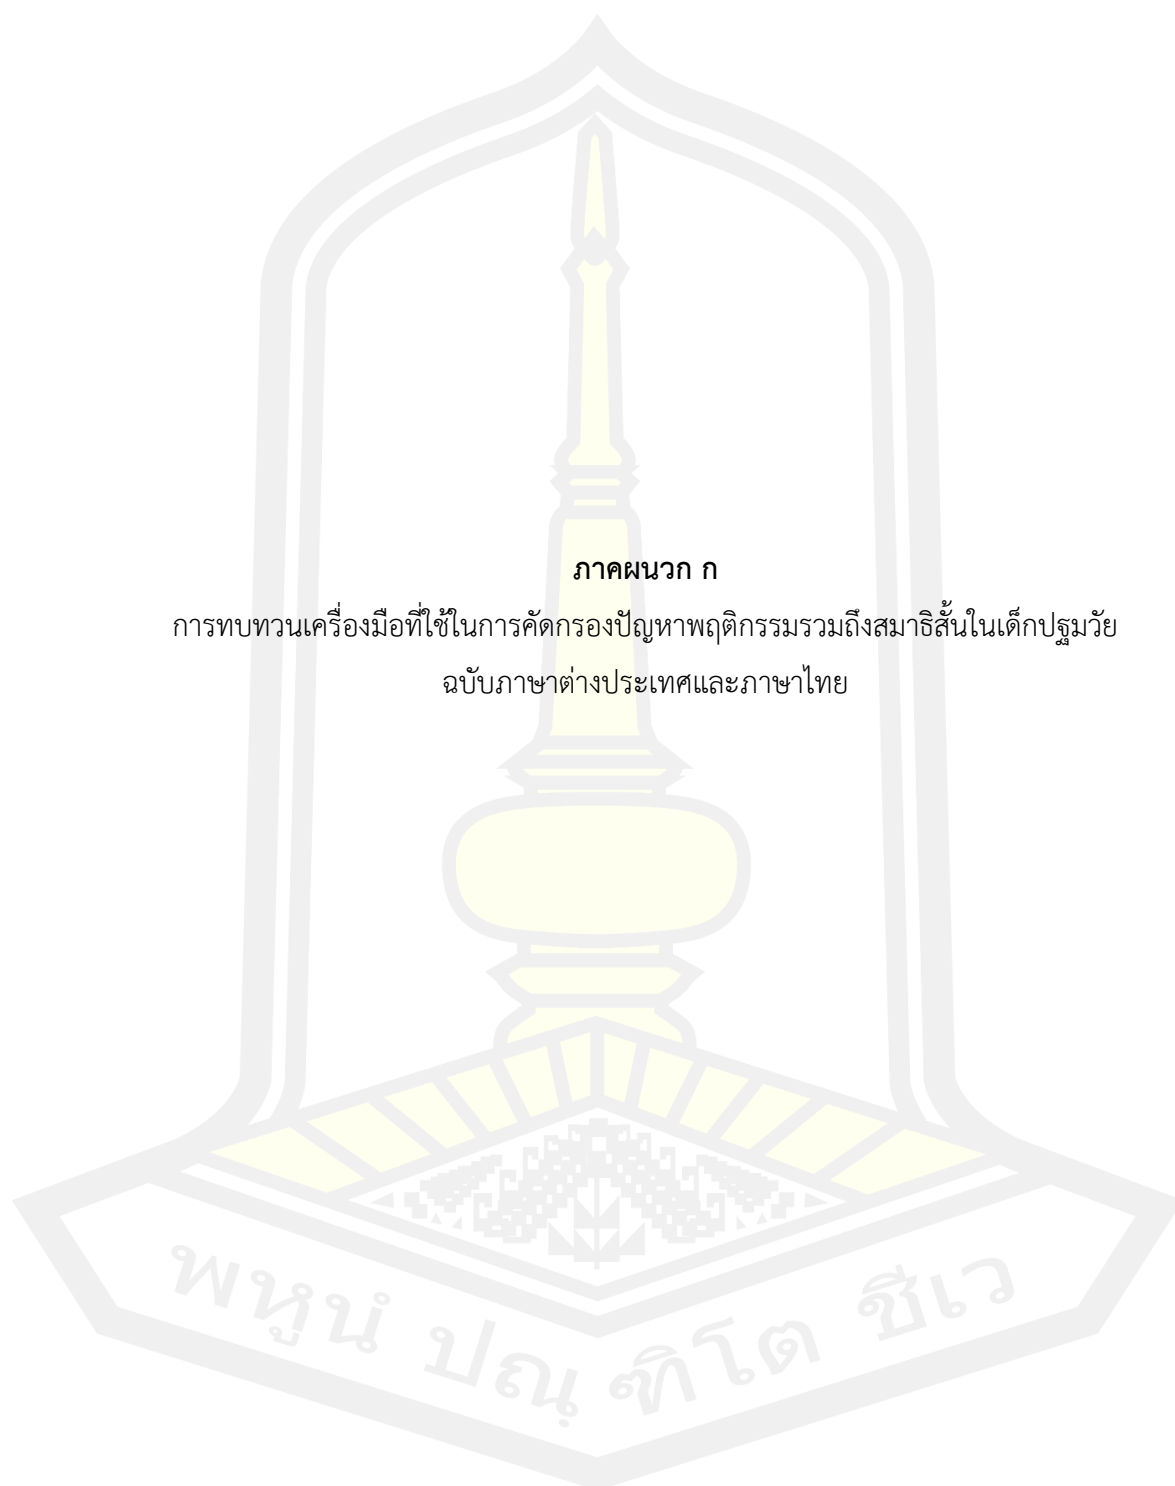 ภาคผนวก ก
การทบทวนเครื่องมือที่ใช้ในการคัดกรองปัญหาพฤติกรรมรวมถึงสมาธิสั้นในเด็กปฐมวัย
ฉบับภาษาต่างประเทศและภาษาไทย
พหูนํ ปณฺ ฑิโต ชีเว